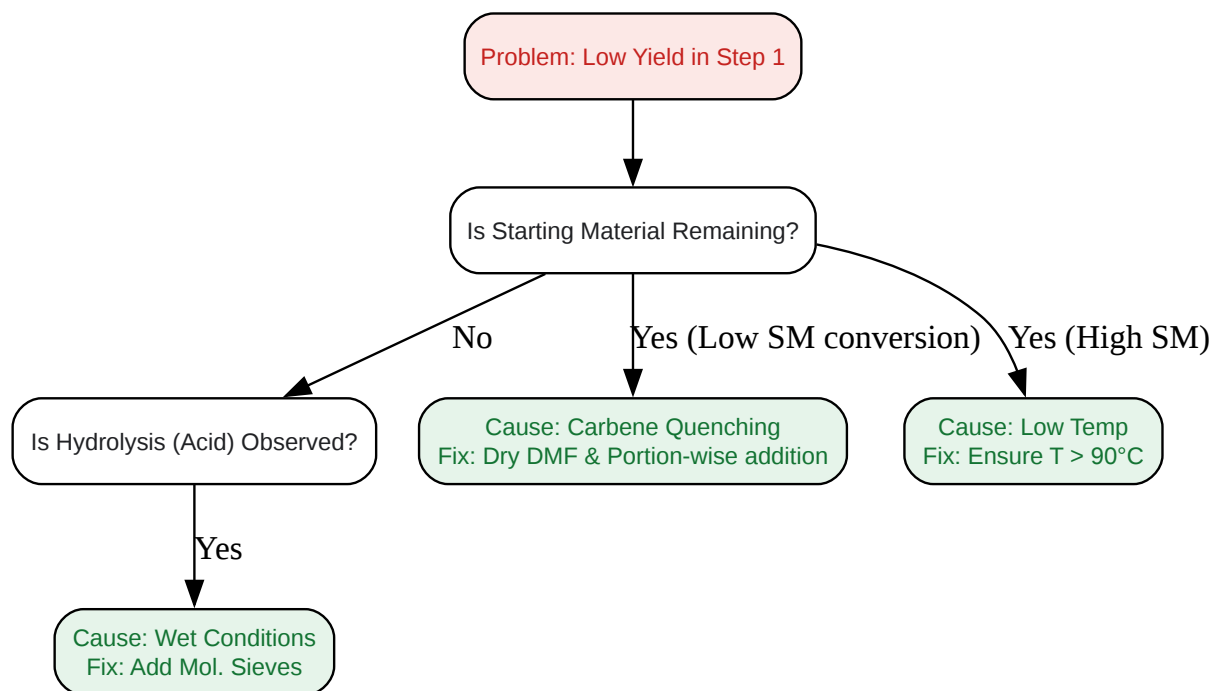 Problem: Low Yield in Step 1
Is Starting Material Remaining?
No
Yes (Low SM conversion)
Yes (High SM)
Is Hydrolysis (Acid) Observed?
Cause: Carbene Quenching
Fix: Dry DMF & Portion-wise addition
Cause: Low Temp
Fix: Ensure T > 90°C
Yes
Cause: Wet Conditions
Fix: Add Mol. Sieves